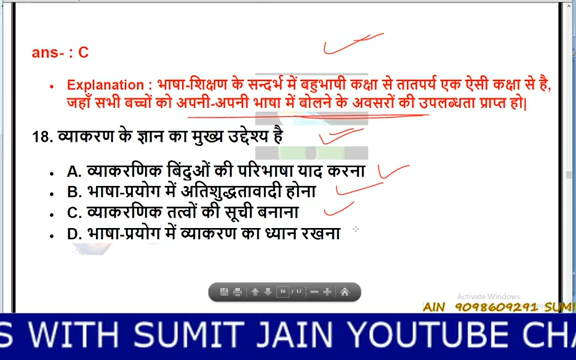 ans- : C
• Explanation : भाषा-शिक्षण के सन्दर्भ में बहुभाषी कक्षा से तातपर्य एक ऐसी कक्षा से है,
जहाँ सभी बच्चों को अपनी-अपनी भाषा में बोलने के अवसरों की उपलब्धता प्राप्त हो|
18. व्याकरण के ज्ञान का मुख्य उद्देश्य है
• A. व्याकरणिक बिंदुओं की परिभाषा याद करना
• B. भाषा-प्रयोग में अतिशुद्धतावादी होना
• C. व्याकरणिक तत्वों की सूची बनाना
• D. भाषा-प्रयोग में व्याकरण का ध्यान रखना
Activate Windows
AIN 9098609291 SUMIT
S WITH SUMIT JAIN YOUTUBE CHA